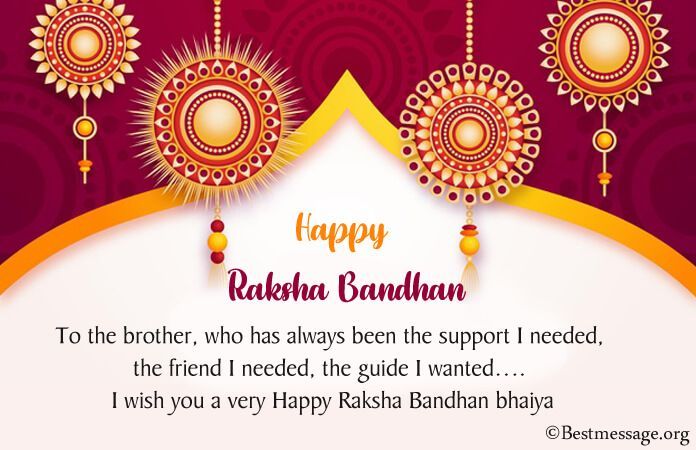 Happy
Raksha Bandhan
To the brother, who has always been the support I needed,
the friend I needed, the guide I wanted....
I wish you a very Happy Raksha Bandhan bhaiya
©Bestmessage.org